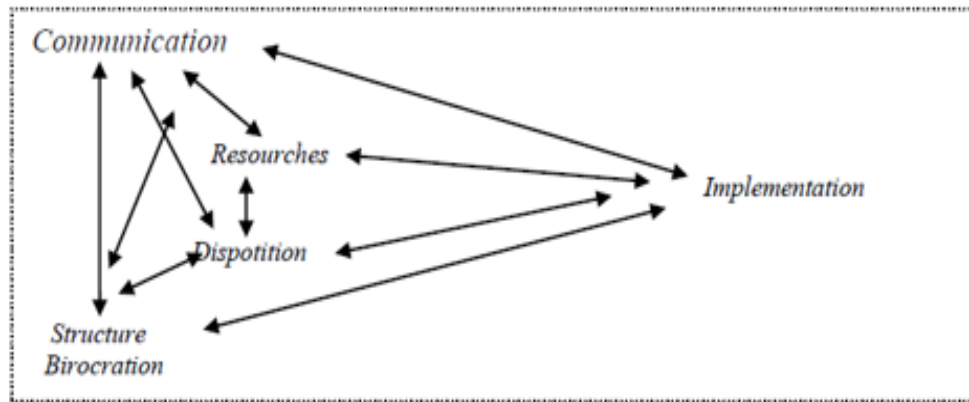 Communication
Resourches
Implementation
Dispotition
Structure
Birocration